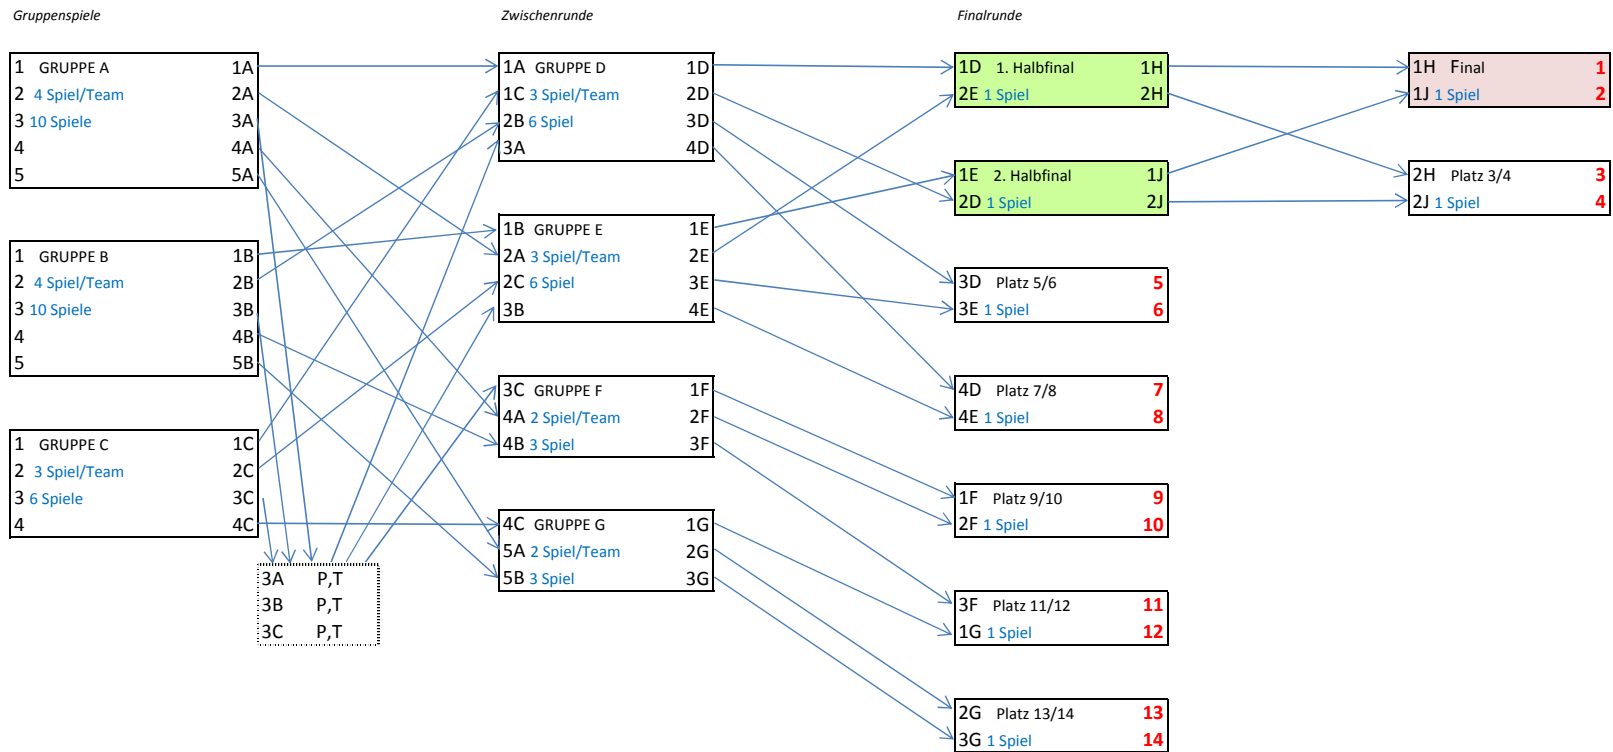 Gruppenspiele
1 GRUPPE A 1A
2 4 Spiel/Team 2A
3 10 Spiele 3A
4 4A
5 5A
1 GRUPPE B 1B
2 4 Spiel/Team 2B
3 10 Spiele 3B
4 4B
5 5B
1 GRUPPE C 1C
2 3 Spiel/Team 2C
3 6 Spiele 3C
4 4C
3A P,T
3B P,T
3C P,T
Zwischenrunde
1A GRUPPE D 1D
1C 3 Spiel/Team 2D
2B 6 Spiel 3D
3A 4D
1B GRUPPE E 1E
2A 3 Spiel/Team 2E
2C 6 Spiel 3E
3B 4E
3C GRUPPE F 1F
4A 2 Spiel/Team 2F
4B 3 Spiel 3F
4C GRUPPE G 1G
5A 2 Spiel/Team 2G
5B 3 Spiel 3G
Finalrunde
1D 1. Halbfinal 1H
2E 1 Spiel 2H
1E 2. Halbfinal 1J
2D 1 Spiel 2J
3D Platz 5/6 5
3E 1 Spiel 6
4D Platz 7/8 7
4E 1 Spiel 8
1F Platz 9/10 9
2F 1 Spiel 10
3F Platz 11/12 11
1G 1 Spiel 12
2G Platz 13/14 13
3G 1 Spiel 14
1H Final 1
1J 1 Spiel 2
2H Platz 3/4 3
2J 1 Spiel 4